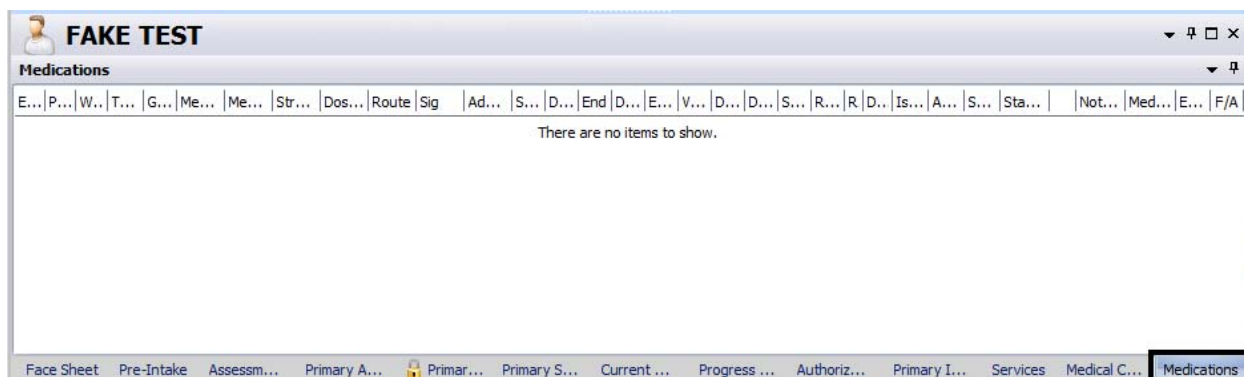 FAKE TEST
Medications
E... P... W... T... G... Me... Me... Str... Dos... Route Sig Ad... S... D... End D... E... V... D... D... S... R... R D... Is... A... S... Sta... Not... Med... E... F/A
There are no items to show.
Face Sheet Pre-Intake Assessm... Primary A... Primar... Primary S... Current ... Progress ... Authoriz... Primary I... Services Medical C... Medications